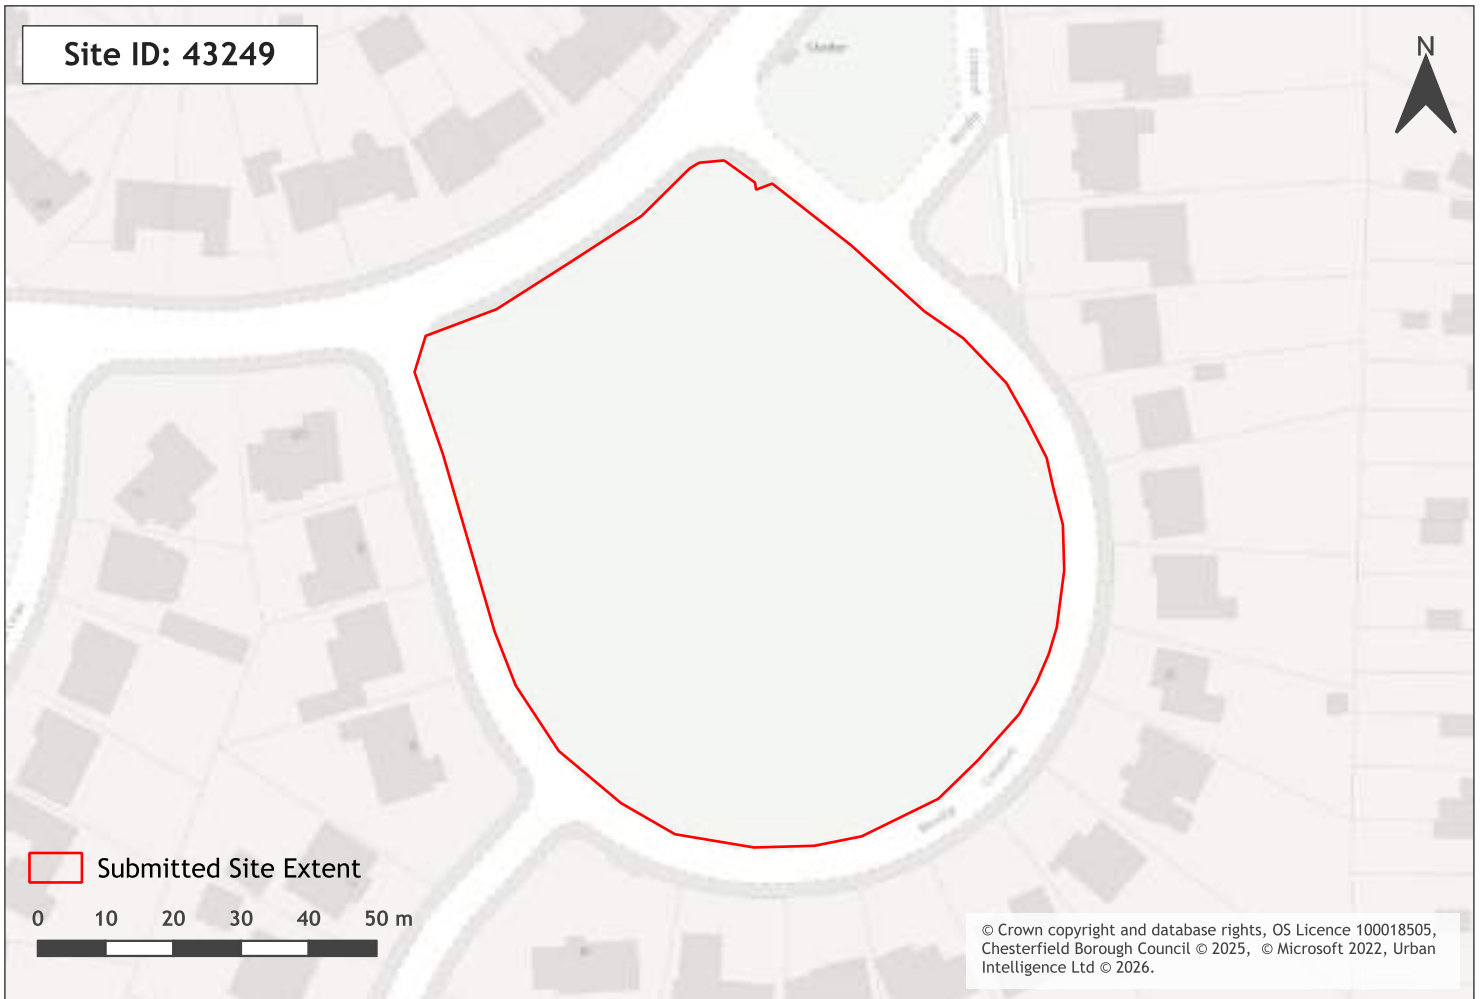 Site ID: 43249
N
Submitted Site Extent
0 10 20 30 40 50 m
© Crown copyright and database rights, OS Licence 100018505,
Chesterfield Borough Council © 2025, © Microsoft 2022, Urban
Intelligence Ltd © 2026.